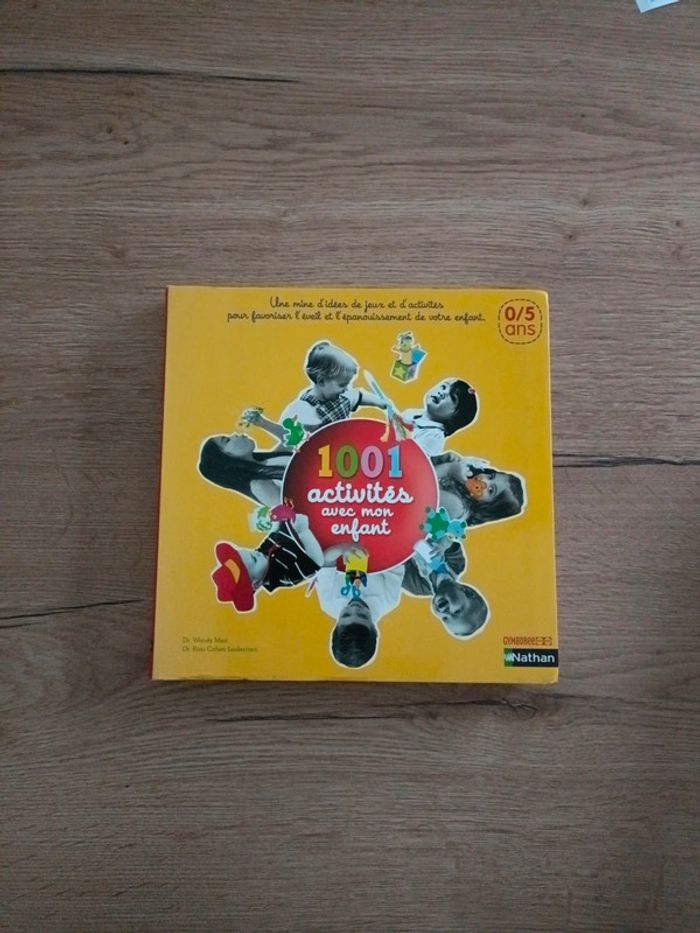 Une mine d'idées de jeux et d'activités
pour favoriser l'éveil et l'épanouissement de votre enfant.
0/5
ans
1001
activités
avec mon
enfant
Dr. Wendy Masi
Dr. Roni Cohen Leiderman
GYMBOREE
Nathan